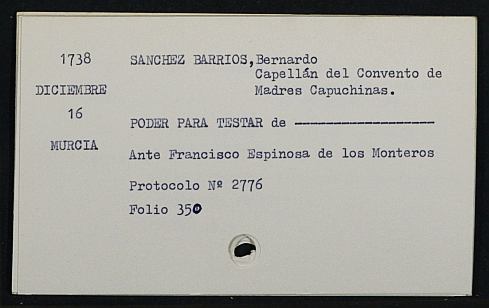 1738
DICIEMBRE
16
MURCIA
SANCHEZ BARRIOS, Bernardo
Capellán del Convento de
Madres Capuchinas.
PODER PARA TESTAR de --------------------
Ante Francisco Espinosa de los Monteros
Protocolo Nº 2776
Folio 350